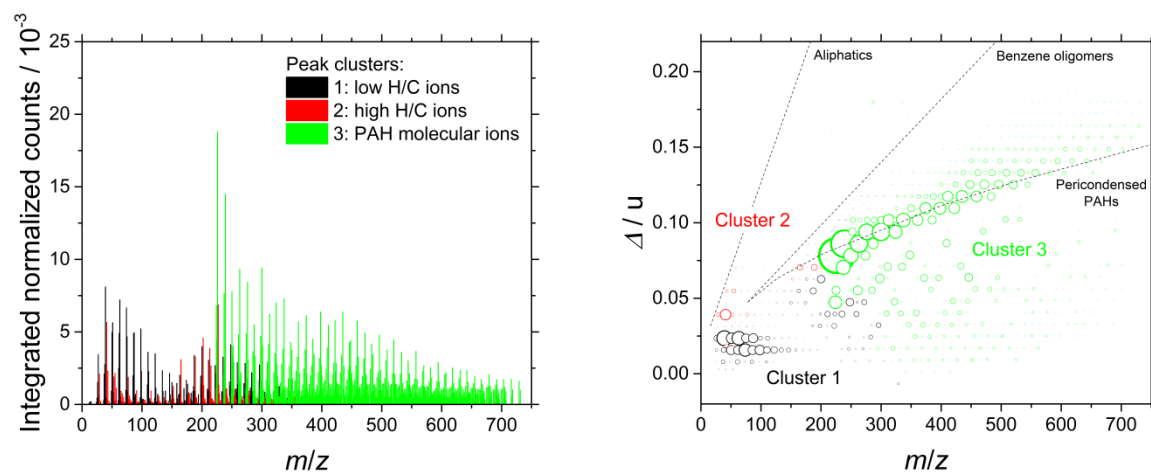 Integrated normalized counts / 10⁻³
25
20
15
10
5
0
0 100 200 300 400 500 600 700
m/z
Peak clusters:
1: low H/C ions
2: high H/C ions
3: PAH molecular ions
Δ / u
0.20
0.15
0.10
0.05
0.00
0 100 200 300 400 500 600 700
m/z
Aliphatics
Benzene oligomers
Pericondensed
PAHs
Cluster 2
Cluster 3
Cluster 1